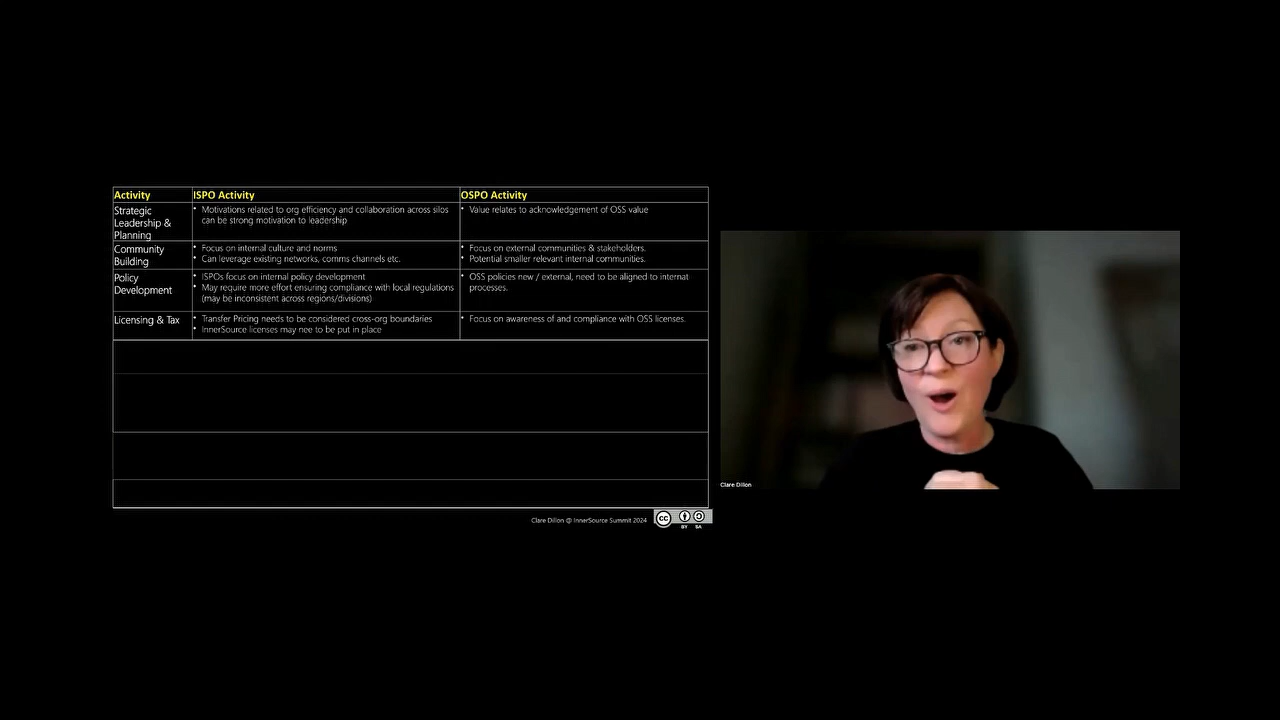 Activity
ISPO Activity
OSPO Activity
Strategic
Leadership &
Planning
• Motivations related to org efficiency and collaboration across silos
can be strong motivation to leadership
• Value relates to acknowledgement of OSS value
Community
Building
• Focus on internal culture and norms
• Can leverage existing networks, comms channels etc.
• Focus on external communities & stakeholders.
• Potential smaller relevant internal communities.
Policy
Development
• ISPOs focus on internal policy development
• May require more effort ensuring compliance with local regulations
(may be inconsistent across regions/divisions)
• OSS policies new / external, need to be aligned to internat
processes.
Licensing & Tax
• Transfer Pricing needs to be considered cross-org boundaries
• InnerSource licenses may nee to be put in place
• Focus on awareness of and compliance with OSS licenses.
Clare Dillon @ InnerSource Summit 2024
cc
BY SA
Clare Dillon